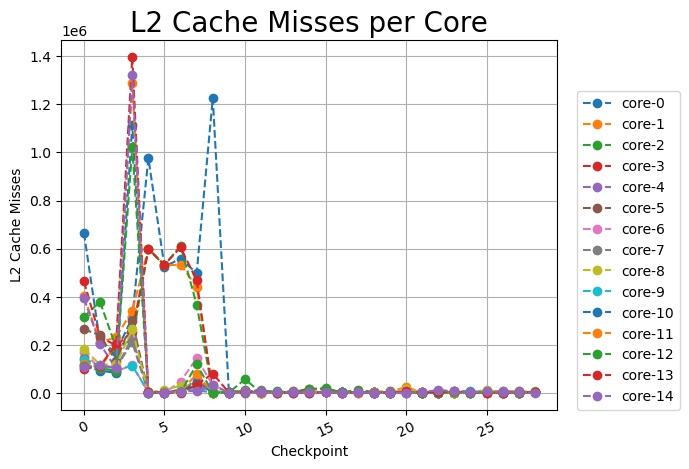 L2 Cache Misses per Core
1e6
1.4
1.2
1.0
0.8
0.6
0.4
0.2
0.0
L2 Cache Misses
0
5
10
15
20
25
Checkpoint
core-0
core-1
core-2
core-3
core-4
core-5
core-6
core-7
core-8
core-9
core-10
core-11
core-12
core-13
core-14